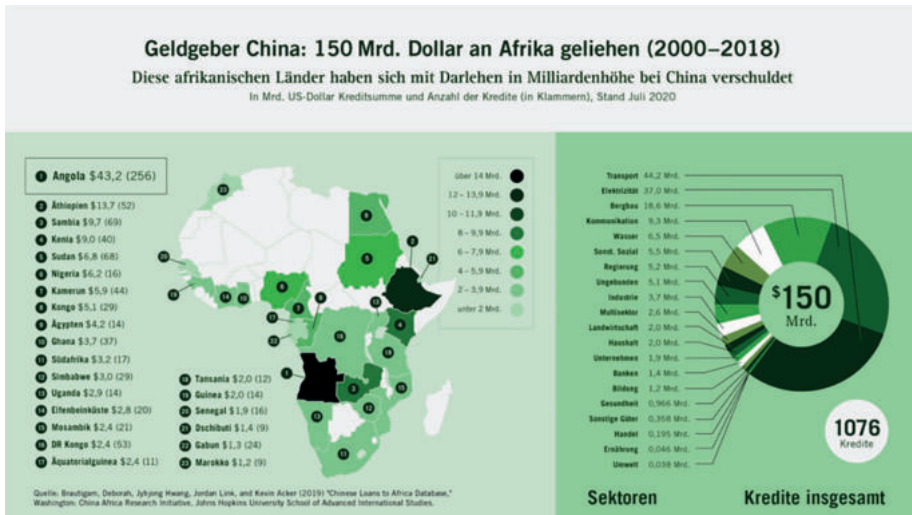 Geldgeber China: 150 Mrd. Dollar an Afrika geliehen (2000–2018)
Diese afrikanischen Länder haben sich mit Darlehen in Milliardenhöhe bei China verschuldet
In Mrd. US-Dollar Kreditsumme und Anzahl der Kredite (in Klammern), Stand Juli 2020
1 Angola $43,2 (256)
2 Äthiopien $13,7 (52)
3 Sambia $9,7 (69)
4 Kenia $9,0 (40)
5 Sudan $6,8 (68)
6 Nigeria $6,2 (16)
7 Kamerun $5,9 (44)
8 Kongo $5,1 (29)
9 Ägypten $4,2 (14)
10 Ghana $3,7 (37)
11 Südafrika $3,2 (17)
12 Simbabwe $3,0 (29)
13 Uganda $2,9 (14)
14 Elfenbeinküste $2,8 (20)
15 Mosambik $2,4 (21)
16 DR Kongo $2,4 (53)
17 Äquatorialguinea $2,4 (11)
18 Tansania $2,0 (12)
19 Guinea $2,0 (14)
20 Senegal $1,9 (16)
21 Dschibuti $1,4 (9)
22 Gabun $1,3 (24)
23 Marokko $1,2 (9)
über 14 Mrd.
12 – 13,9 Mrd.
10 – 11,9 Mrd.
8 – 9,9 Mrd.
6 – 7,9 Mrd.
4 – 5,9 Mrd.
2 – 3,9 Mrd.
unter 2 Mrd.
Transport 44,2 Mrd.
Elektrizität 37,0 Mrd.
Bergbau 18,6 Mrd.
Kommunikation 9,3 Mrd.
Wasser 6,5 Mrd.
Sonst. Sozial 5,5 Mrd.
Regierung 5,2 Mrd.
Ungebunden 5,1 Mrd.
Industrie 3,7 Mrd.
Multisektor 2,6 Mrd.
Landwirtschaft 2,0 Mrd.
Haushalt 2,0 Mrd.
Unternehmen 1,9 Mrd.
Banken 1,4 Mrd.
Bildung 1,2 Mrd.
Gesundheit 0,966 Mrd.
Sonstige Güter 0,358 Mrd.
Handel 0,195 Mrd.
Ernährung 0,046 Mrd.
Umwelt 0,038 Mrd.
$150
Mrd.
1076
Kredite
Sektoren
Kredite insgesamt
Quelle: Brautigam, Deborah, Jyhjong Hwang, Jordan Link, and Kevin Acker (2019) "Chinese Loans to Africa Database,"
Washington: China Africa Research Initiative, Johns Hopkins University School of Advanced International Studies.